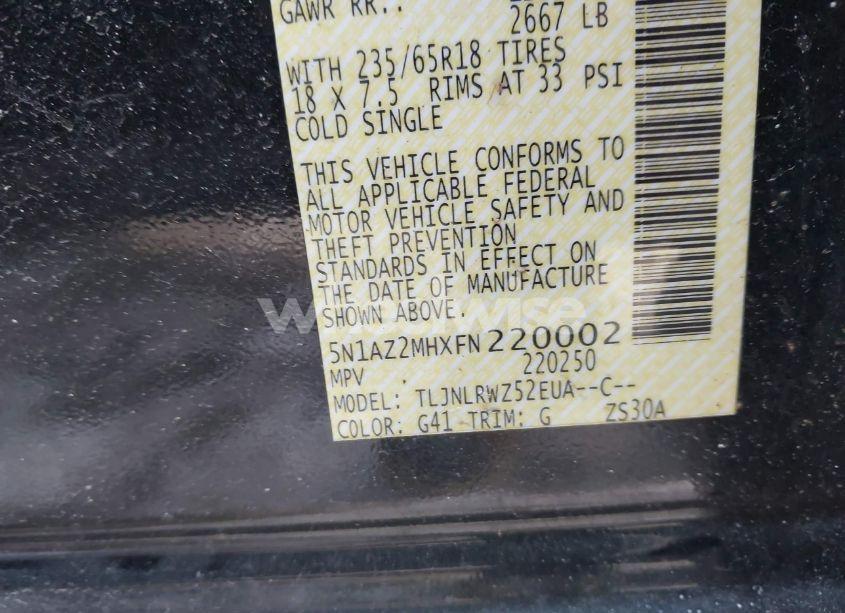 GAWR RR.:
2667 LB
WITH 235/65R18 TIRES
18 X 7.5 RIMS AT 33 PSI
COLD SINGLE
THIS VEHICLE CONFORMS TO
ALL APPLICABLE FEDERAL
MOTOR VEHICLE SAFETY AND
THEFT PREVENTION
STANDARDS IN EFFECT ON
THE DATE OF MANUFACTURE
SHOWN ABOVE.
5N1AZ2MHXFN220002
MPV 220250
MODEL: TLJNLRWZ52EUA--C--
COLOR: G41 TRIM: G ZS30A